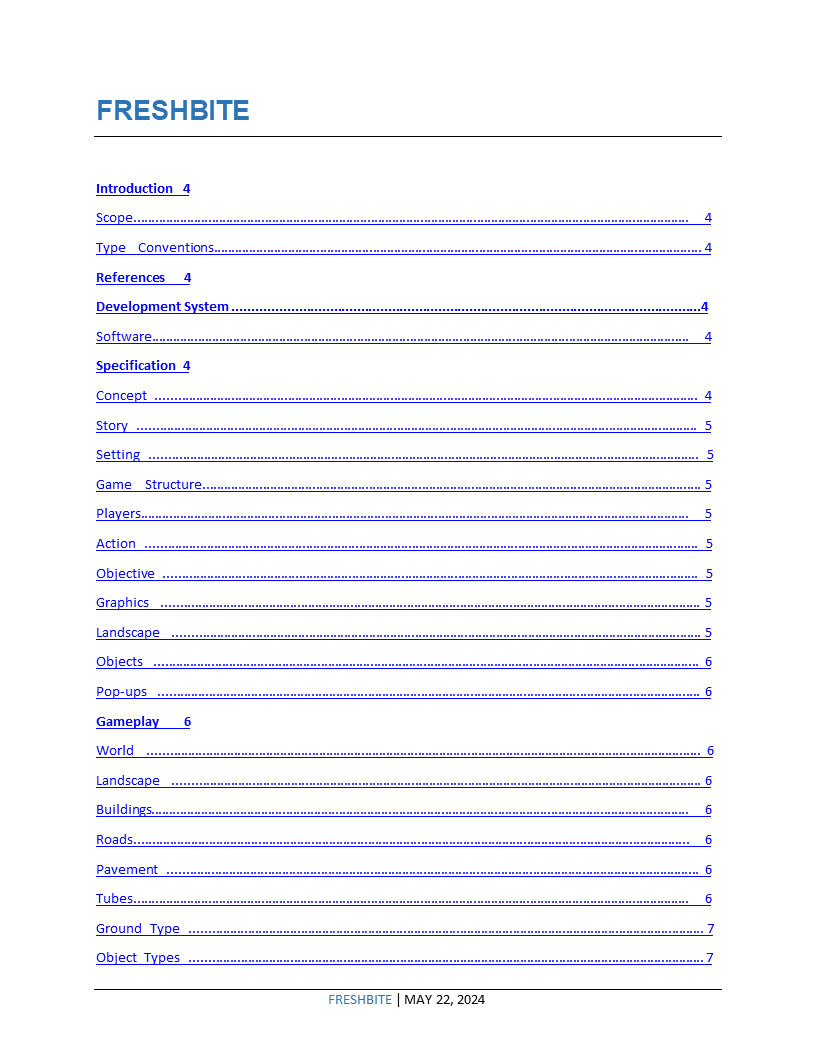 FRESHBITE
Introduction 4
Scope.......................................................................................................... 4
Type Conventions.......................................................................................................... 4
References 4
Development System..........................................................................................................4
Software.......................................................................................................... 4
Specification 4
Concept .......................................................................................................... 4
Story .......................................................................................................... 5
Setting .......................................................................................................... 5
Game Structure.......................................................................................................... 5
Players.......................................................................................................... 5
Action .......................................................................................................... 5
Objective .......................................................................................................... 5
Graphics .......................................................................................................... 5
Landscape .......................................................................................................... 5
Objects .......................................................................................................... 6
Pop-ups .......................................................................................................... 6
Gameplay 6
World .......................................................................................................... 6
Landscape .......................................................................................................... 6
Buildings.......................................................................................................... 6
Roads.......................................................................................................... 6
Pavement .......................................................................................................... 6
Tubes.......................................................................................................... 6
Ground Type .......................................................................................................... 7
Object Types .......................................................................................................... 7
FRESHBITE | MAY 22, 2024